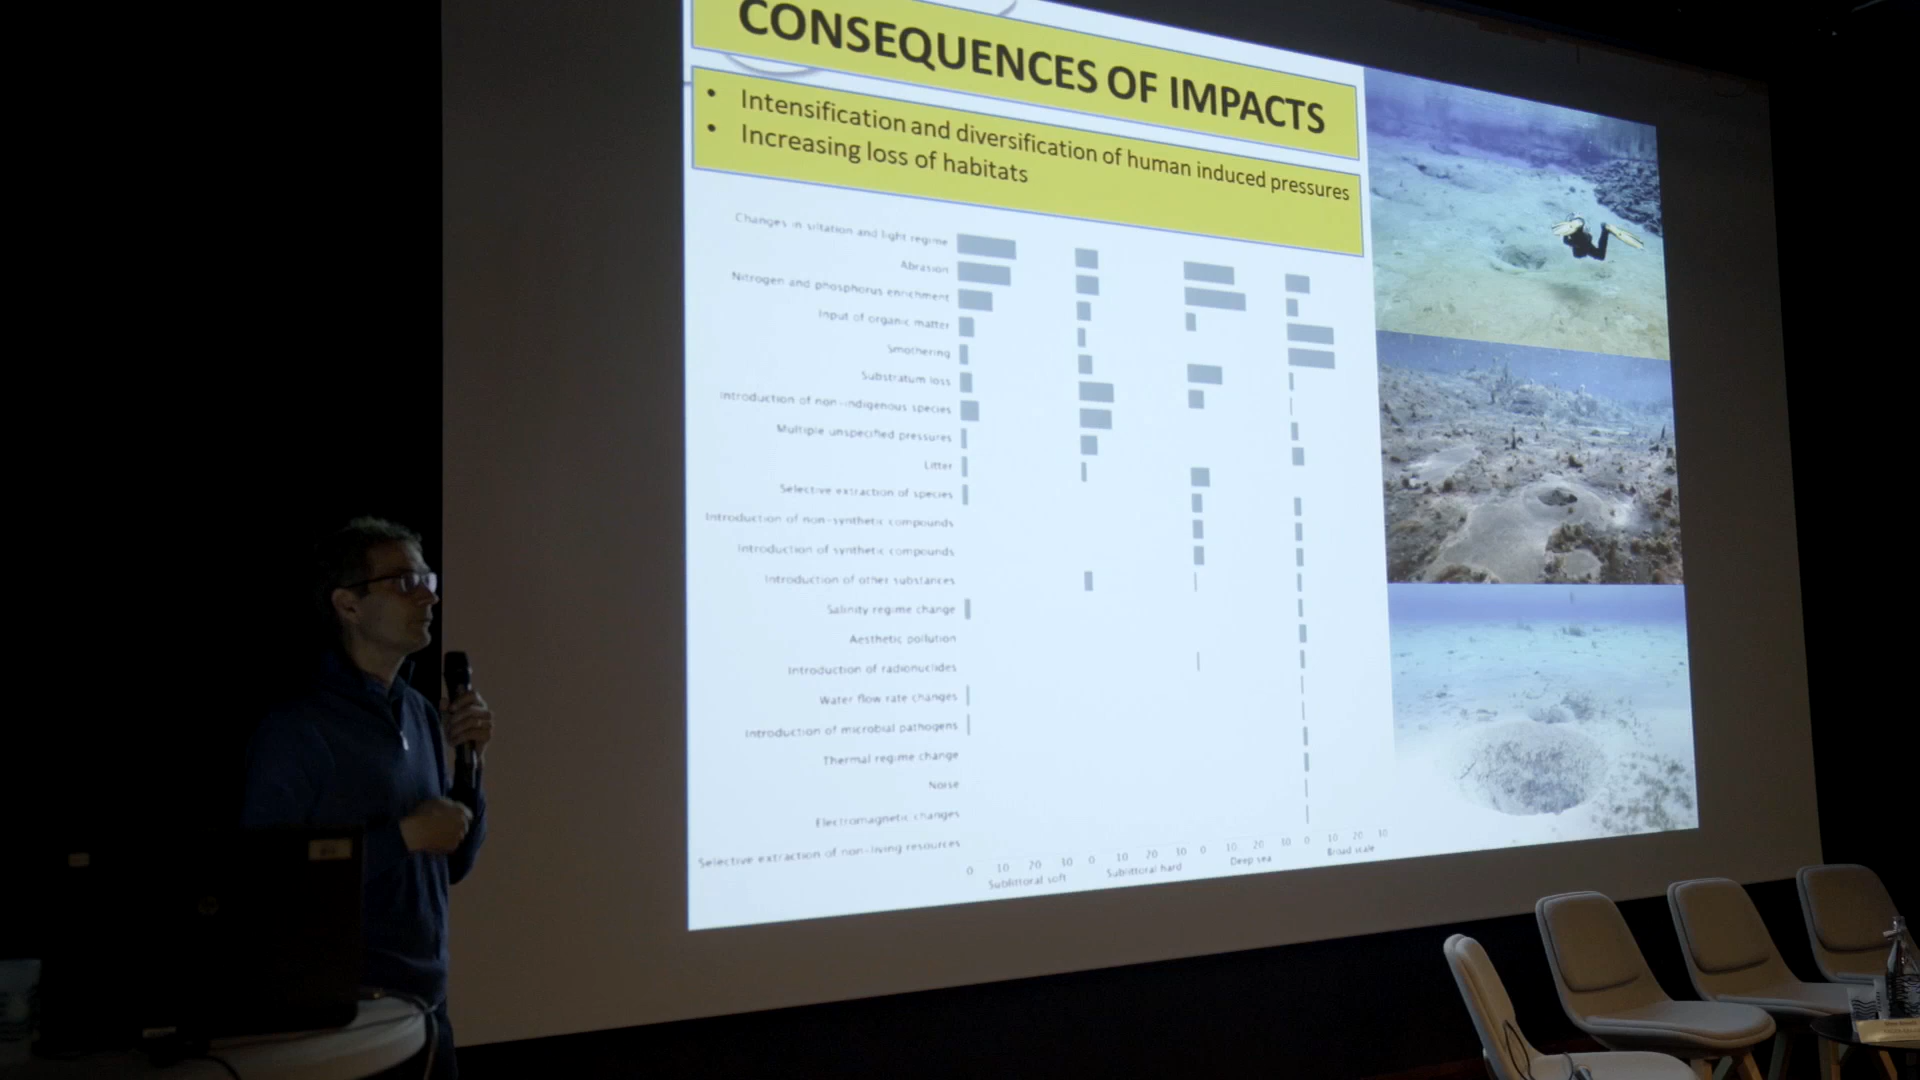 CONSEQUENCES OF IMPACTS
• Intensification and diversification of human induced pressures
• Increasing loss of habitats
Changes in siltation and light regime
Abrasion
Nitrogen and phosphorus enrichment
Input of organic matter
Smothering
Substratum loss
Introduction of non-indigenous species
Multiple unspecified pressures
Litter
Selective extraction of species
Introduction of non-synthetic compounds
Introduction of synthetic compounds
Introduction of other substances
Salinity regime change
Aesthetic pollution
Introduction of radionuclides
Water flow rate changes
Introduction of microbial pathogens
Thermal regime change
Noise
Electromagnetic changes
Selective extraction of non-living resources
0 10 20 30 0 10 20 30 0 10 20 30 0 10 20 30
Sublittoral soft Sublittoral hard Deep sea Broad scale